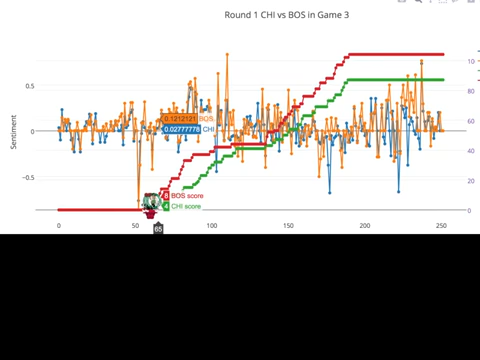 Round 1 CHI vs BOS in Game 3
Sentiment
0.5
0
−0.5
10
80
60
40
20
0
0.1212121 BOS
0.02777778 CHI
8 BOS score
4 CHI score
0
50
100
150
200
250
65